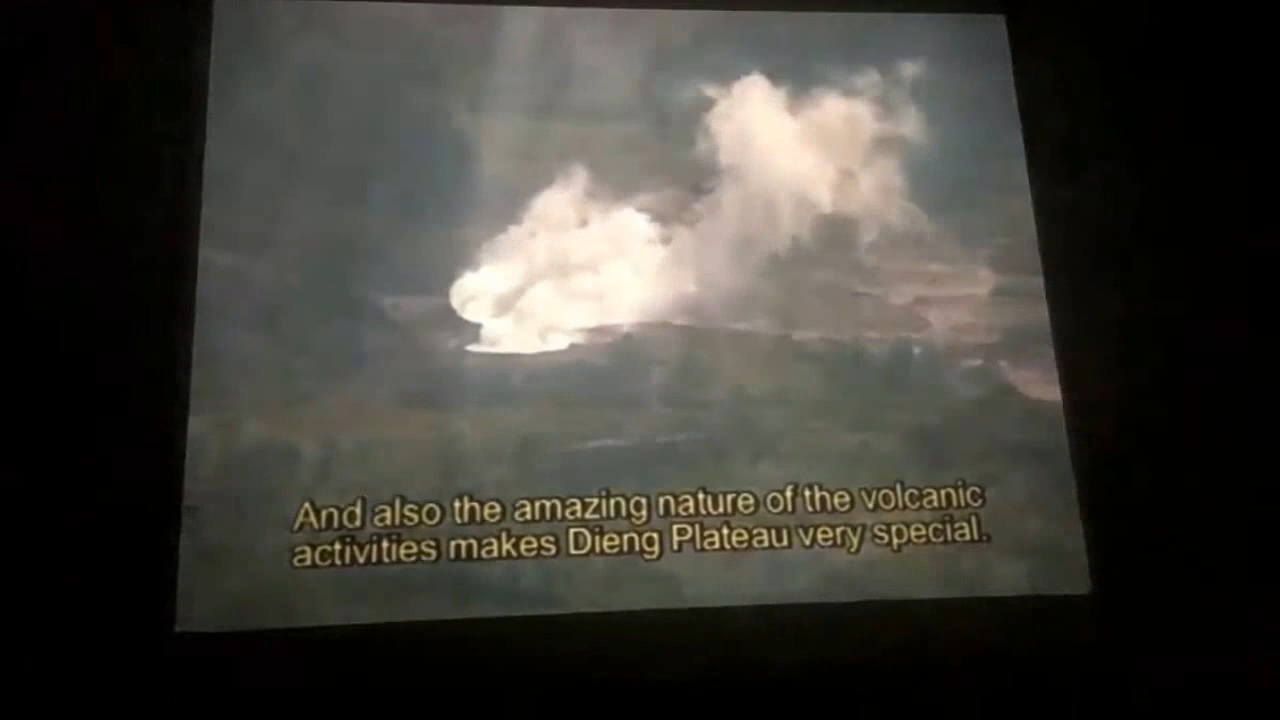 And also the amazing nature of the volcanic
activities makes Dieng Plateau very special.